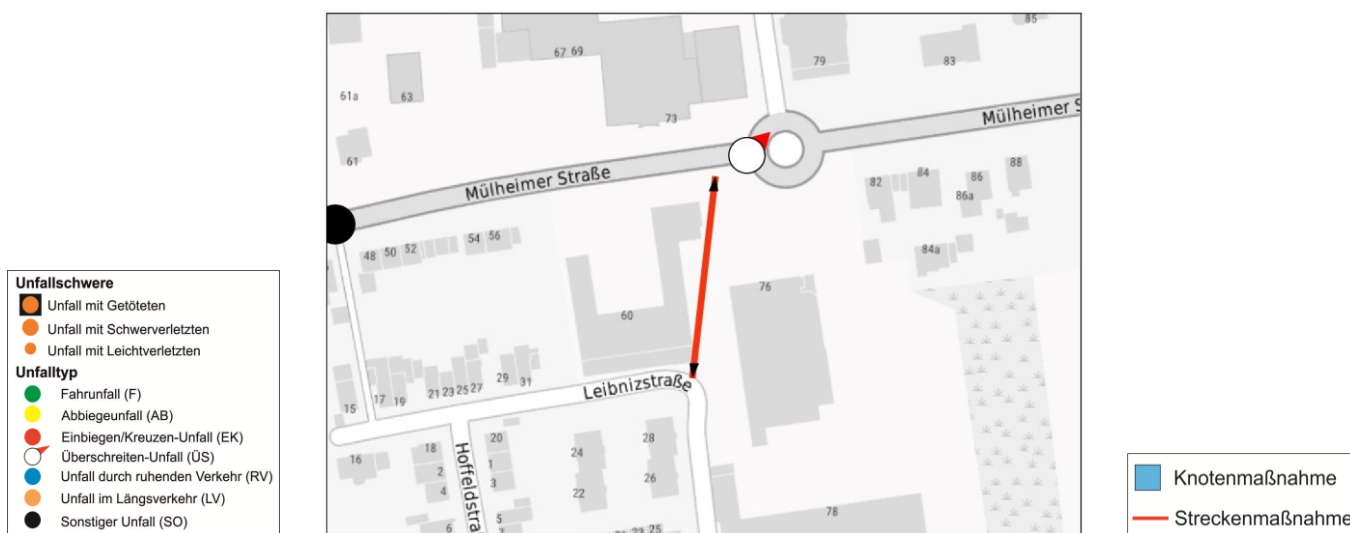 Unfallschwere
Unfall mit Getöteten
Unfall mit Schwerverletzten
Unfall mit Leichtverletzten
Unfalltyp
Fahrunfall (F)
Abbiegeunfall (AB)
Einbiegen/Kreuzen-Unfall (EK)
Überschreiten-Unfall (ÜS)
Unfall durch ruhenden Verkehr (RV)
Unfall im Längsverkehr (LV)
Sonstiger Unfall (SO)
85
67 69
79
83
61a
63
73
Mülheimer S
61
Mülheimer Straße
82
84
86
88
86a
48
50
52
54
56
84a
76
60
Leibnizstraße
15
17
19
21
23
25
27
29
31
16
18
20
Hoffeldstra
24
28
2
1
26
4
3
22
5
6
78
Knotenmaßnahme
Streckenmaßnahme